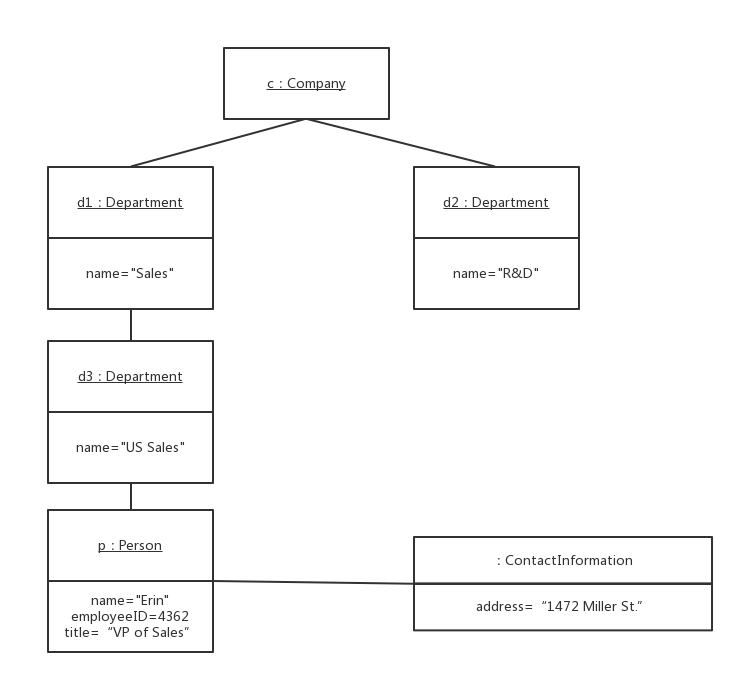 c : Company
d1 : Department
d2 : Department
name="Sales"
name="R&D"
d3 : Department
name="US Sales"
p : Person
: ContactInformation
name="Erin"
employeeID=4362
title= “VP of Sales”
address= “1472 Miller St.”